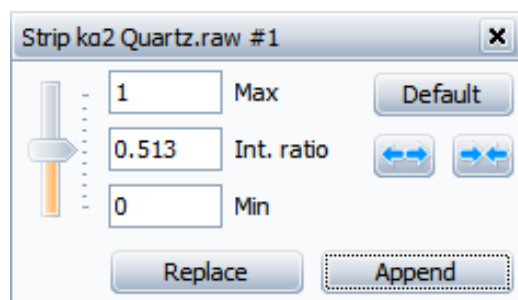 Strip kα2 Quartz.raw #1
1 Max Default
0.513 Int. ratio
0 Min
Replace Append